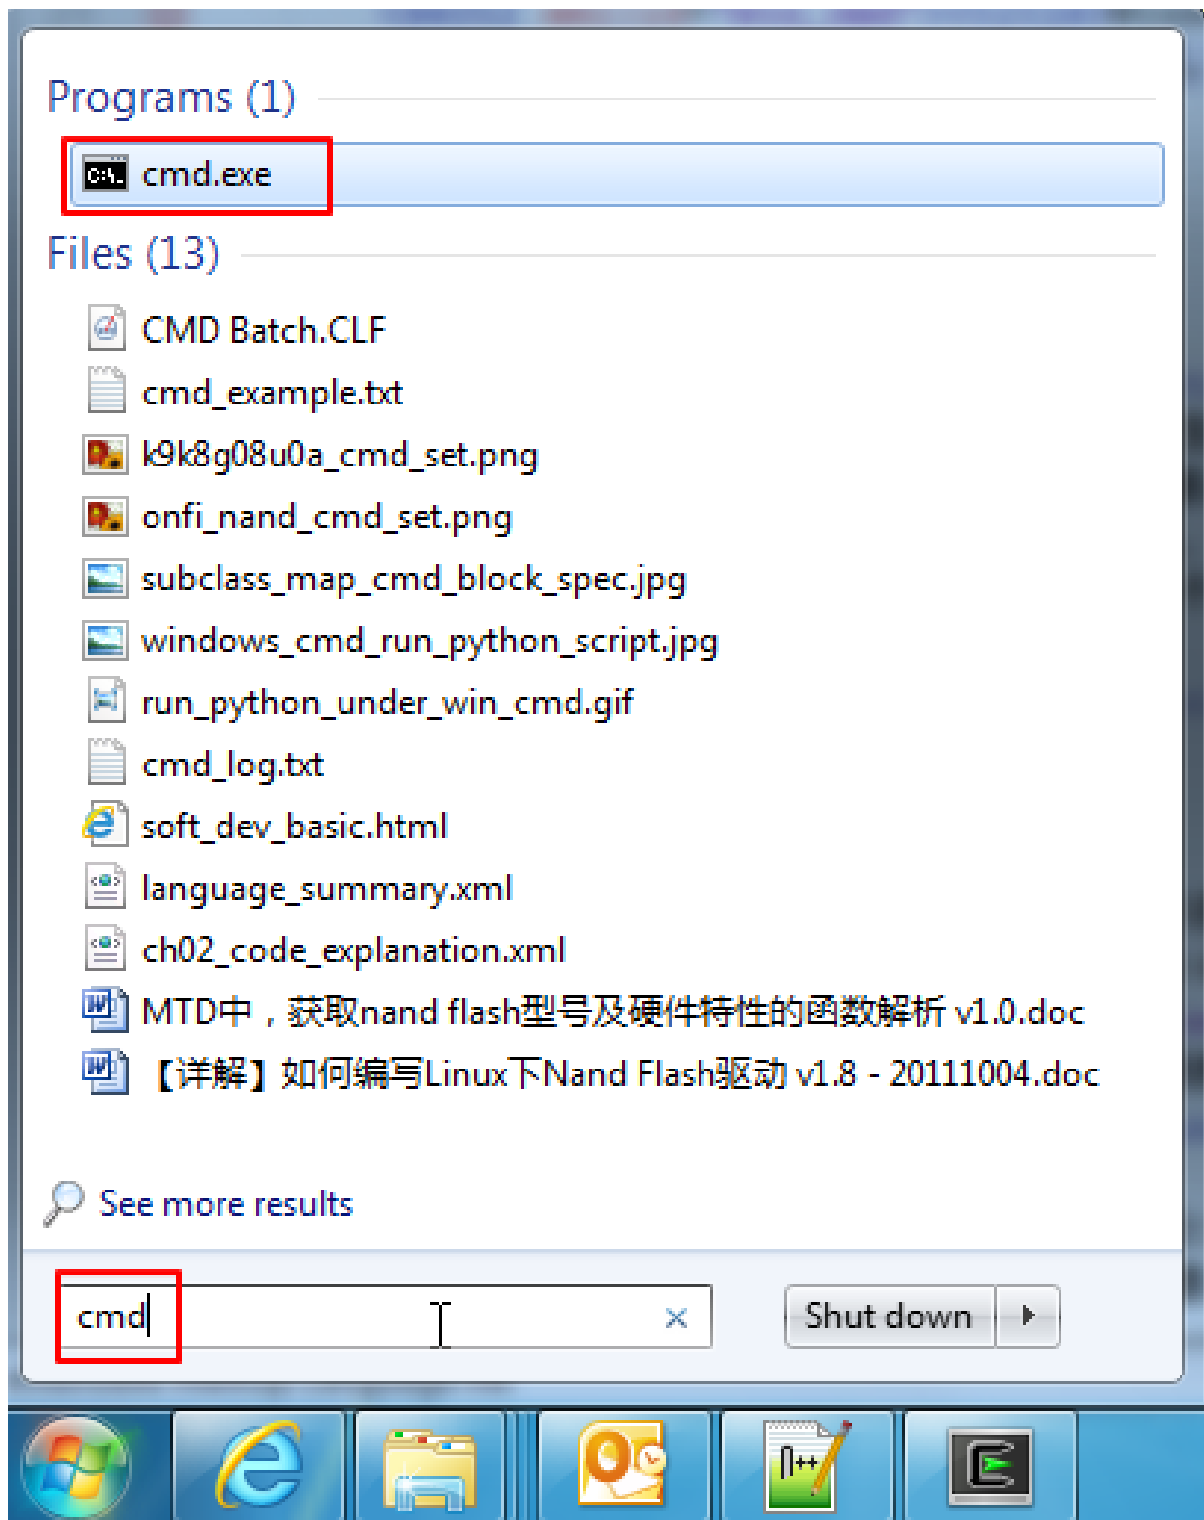 Programs (1)
cmd.exe
Files (13)
CMD Batch.CLF
cmd_example.txt
k9k8g08u0a_cmd_set.png
onfi_nand_cmd_set.png
subclass_map_cmd_block_spec.jpg
windows_cmd_run_python_script.jpg
run_python_under_win_cmd.gif
cmd_log.txt
soft_dev_basic.html
language_summary.xml
ch02_code_explanation.xml
MTD中，获取nand flash型号及硬件特性的函数解析 v1.0.doc
【详解】如何编写Linux下Nand Flash驱动 v1.8 - 20111004.doc
See more results
cmd
Shut down